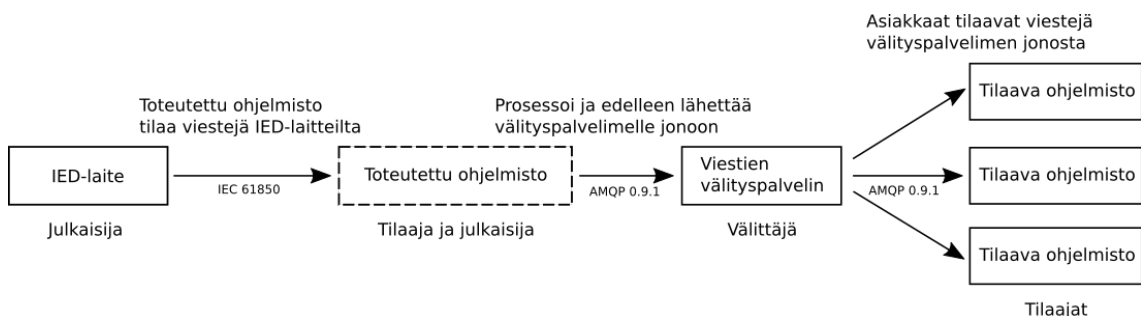 Asiakkaat tilaavat viestejä
välityspalvelimen jonosta
Toteutettu ohjelmisto
tilaa viestejä IED-laitteilta
Prosessoi ja edelleen lähettää
välityspalvelimelle jonoon
Tilaava ohjelmisto
IED-laite
IEC 61850
Toteutettu ohjelmisto
AMQP 0.9.1
Viestien
välityspalvelin
AMQP 0.9.1
Tilaava ohjelmisto
Julkaisija
Tilaaja ja julkaisija
Välittäjä
Tilaava ohjelmisto
Tilaajat